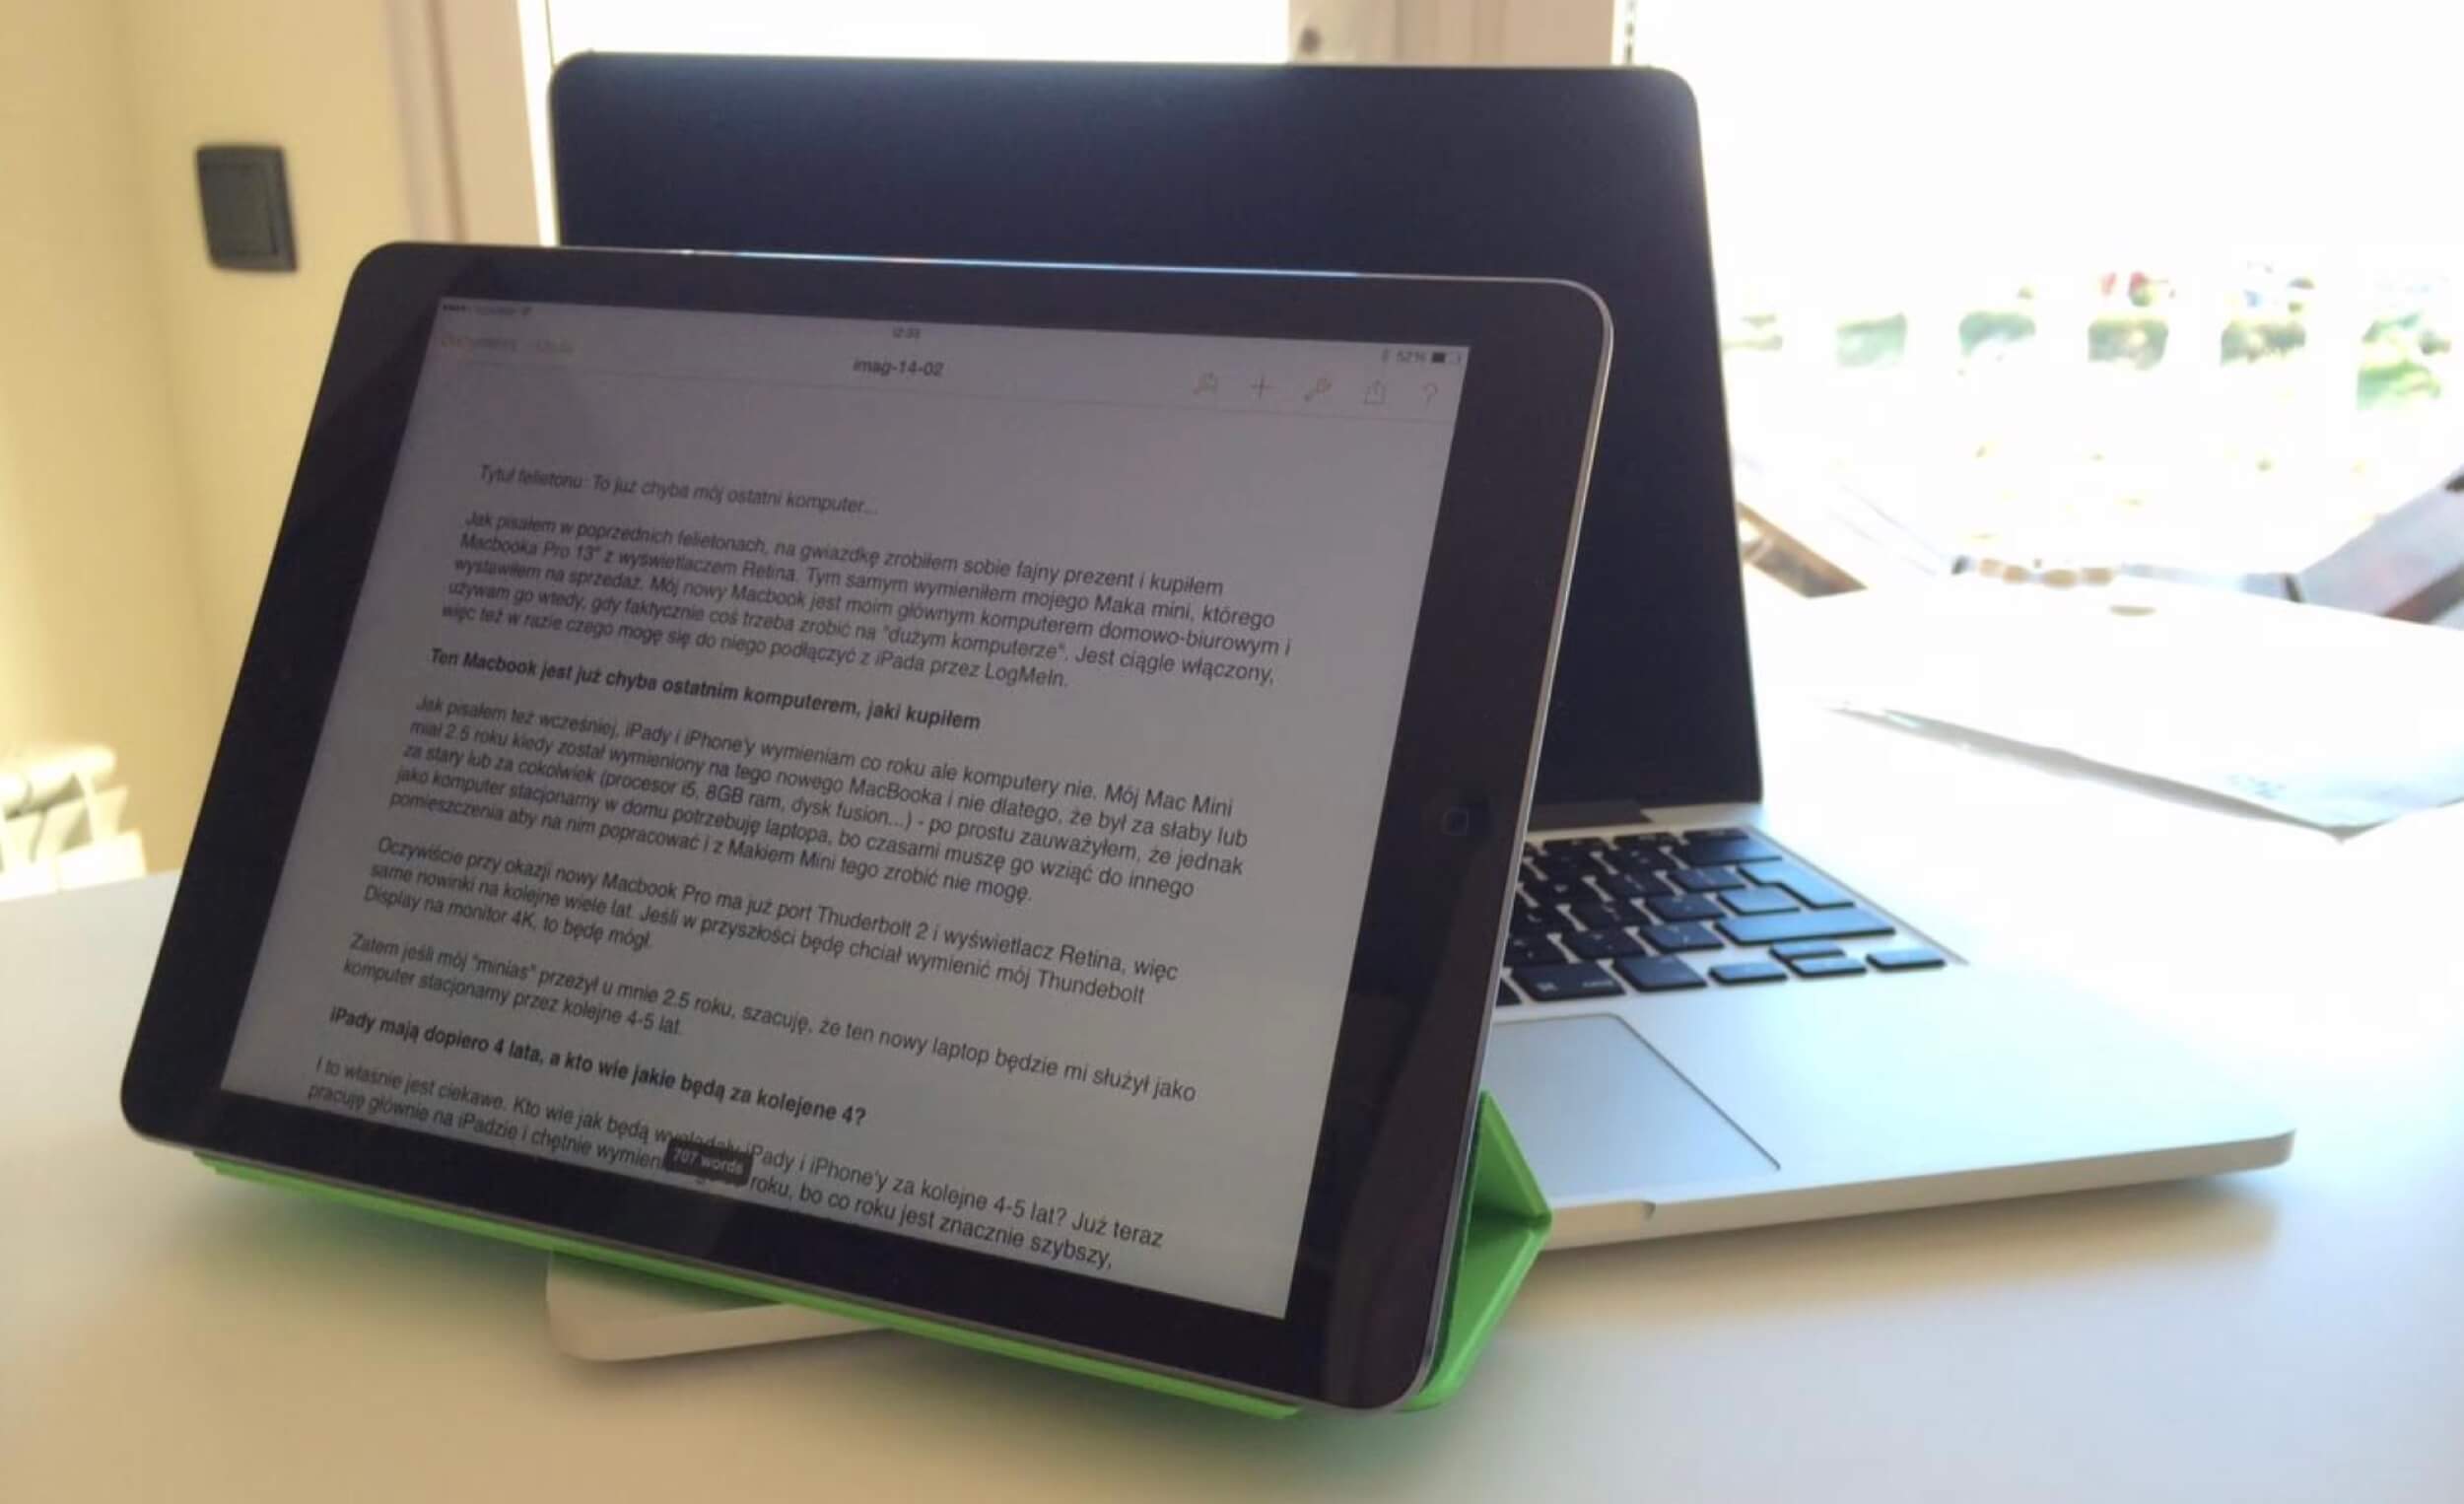 12:33
52%
imag-14-02
Tytuł felietonu: To już chyba mój ostatni komputer...
Jak pisałem w poprzednich felietonach, na gwiazdkę zrobiłem sobie fajny prezent i kupiłem
Macbooka Pro 13" z wyświetlaczem Retina. Tym samym wymieniłem mojego Maka mini, którego
wystawiłem na sprzedaż. Mój nowy Macbook jest moim głównym komputerem domowo-biurowym i
używam go wtedy, gdy faktycznie coś trzeba zrobić na "dużym komputerze". Jest ciągle włączony,
więc też w razie czego mogę się do niego podłączyć z iPada przez LogMeIn.
Ten Macbook jest już chyba ostatnim komputerem, jaki kupiłem
Jak pisałem też wcześniej, iPady i iPhone'y wymieniam co roku ale komputery nie. Mój Mac Mini
miał 2.5 roku kiedy został wymieniony na tego nowego MacBooka i nie dlatego, że był za słaby lub
za stary lub za cokolwiek (procesor i5, 8GB ram, dysk fusion...) - po prostu zauważyłem, że jednak
jako komputer stacjonarny w domu potrzebuję laptopa, bo czasami muszę go wziąć do innego
pomieszczenia aby na nim popracować i z Makiem Mini tego zrobić nie mogę.
Oczywiście przy okazji nowy Macbook Pro ma już port Thuderbolt 2 i wyświetlacz Retina, więc
same nowinki na kolejne wiele lat. Jeśli w przyszłości będę chciał wymienić mój Thundebolt
Display na monitor 4K, to będę mógł.
Zatem jeśli mój "minias" przeżył u mnie 2.5 roku, szacuję, że ten nowy laptop będzie mi służył jako
komputer stacjonarny przez kolejne 4-5 lat.
iPady mają dopiero 4 lata, a kto wie jakie będą za kolejene 4?
I to właśnie jest ciekawe. Kto wie jak będą wyglądały iPady i iPhone'y za kolejne 4-5 lat? Już teraz
pracuję głównie na iPadzie i chętnie wymieni roku, bo co roku jest znacznie szybszy,
707 words